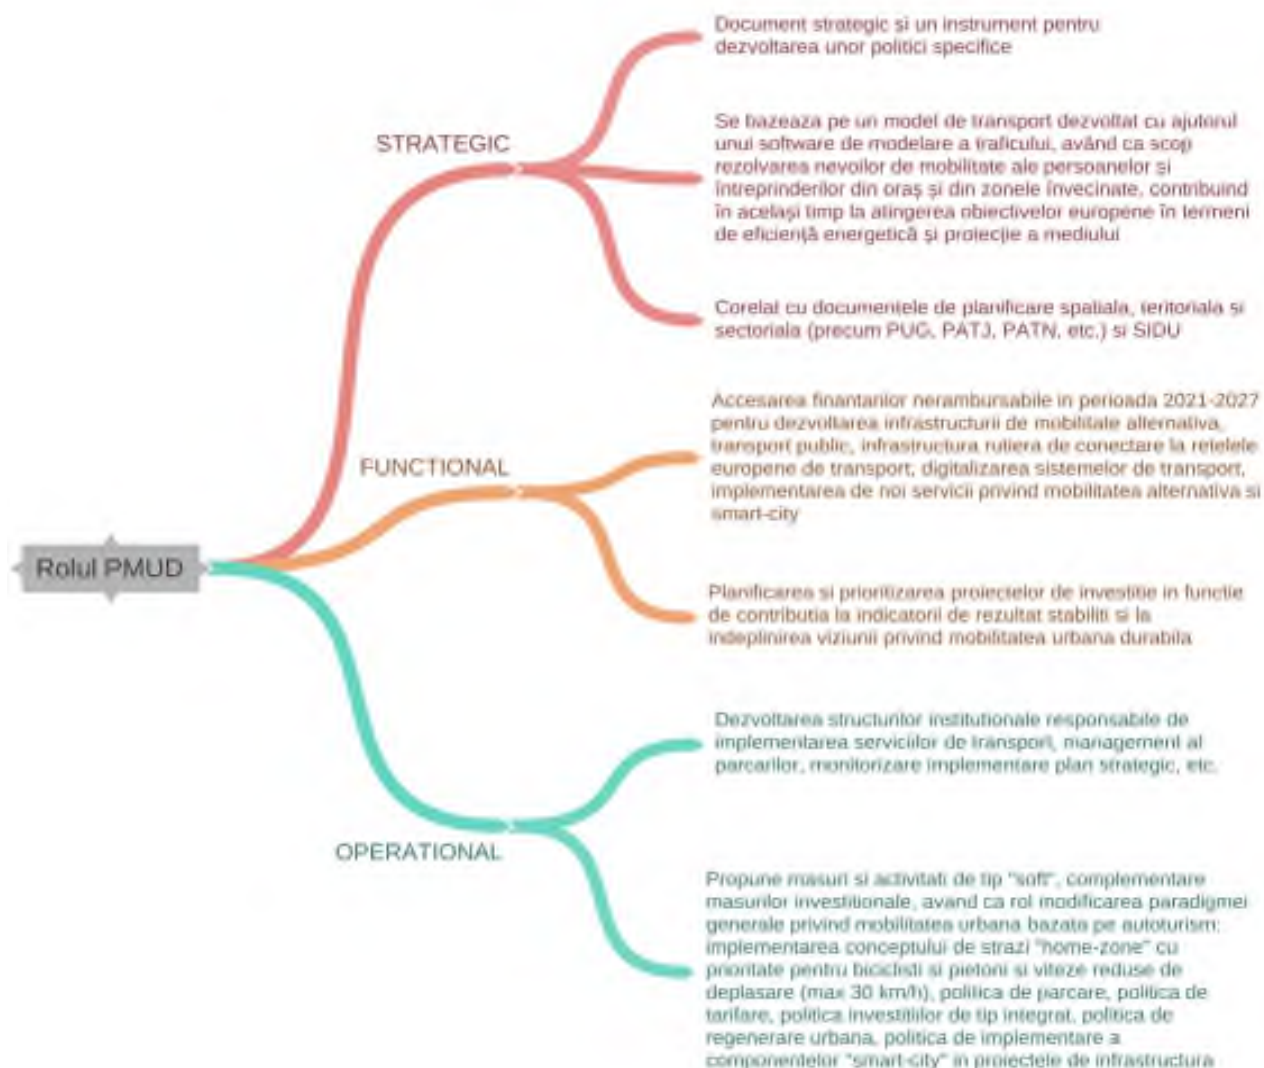 Rolul PMUD
STRATEGIC
Document strategic si un instrument pentru
dezvoltarea unor politici specifice
Se bazeaza pe un model de transport dezvoltat cu ajutorul
unui software de modelare a traficului, având ca scop
rezolvarea nevoilor de mobilitate ale persoanelor și
întreprinderilor din oraș și din zonele învecinate, contribuind
în același timp la atingerea obiectivelor europene în termeni
de eficiență energetică și protecție a mediului
Corelat cu documentele de planificare spatiala, teritoriala si
sectoriala (precum PUG, PATJ, PATN, etc.) si SIDU
FUNCTIONAL
Accesarea finantarilor nerambursabile in perioada 2021-2027
pentru dezvoltarea infrastructurii de mobilitate alternativa,
transport public, infrastructura rutiera de conectare la retelele
europene de transport, digitalizarea sistemelor de transport,
implementarea de noi servicii privind mobilitatea alternativa si
smart-city
Planificarea si prioritizarea proiectelor de investitie in functie
de contributia la indicatorii de rezultat stabiliti si la
indeplinirea viziunii privind mobilitatea urbana durabila
OPERATIONAL
Dezvoltarea structurilor institutionale responsabile de
implementarea serviciilor de transport, management al
parcarilor, monitorizare implementare plan strategic, etc.
Propune masuri si activitati de tip "soft", complementare
masurilor investitionale, avand ca rol modificarea paradigmei
generale privind mobilitatea urbana bazata pe autoturism:
implementarea conceptului de strazi "home-zone" cu
prioritate pentru biciclisti si pietoni si viteze reduse de
deplasare (max 30 km/h), politica de parcare, politica de
tarifare, politica investitiilor de tip integrat, politica de
regenerare urbana, politica de implementare a
componentelor "smart-city" in proiectele de infrastructura